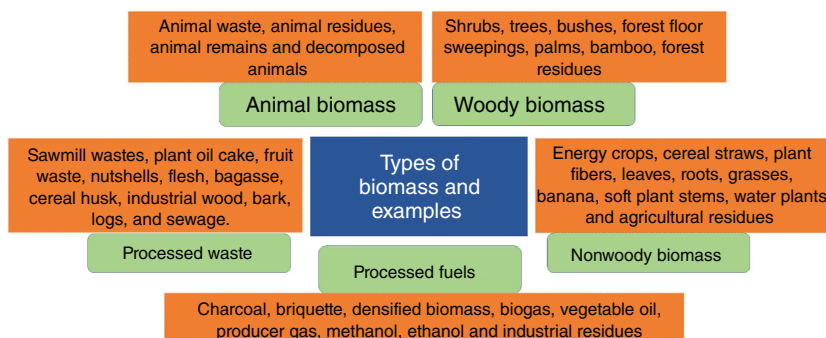 Animal waste, animal residues,
animal remains and decomposed
animals
Animal biomass
Shrubs, trees, bushes, forest floor
sweepings, palms, bamboo, forest
residues
Woody biomass
Sawmill wastes, plant oil cake, fruit
waste, nutshells, flesh, bagasse,
cereal husk, industrial wood, bark,
logs, and sewage.
Processed waste
Types of
biomass and
examples
Energy crops, cereal straws, plant
fibers, leaves, roots, grasses,
banana, soft plant stems, water plants
and agricultural residues
Nonwoody biomass
Processed fuels
Charcoal, briquette, densified biomass, biogas, vegetable oil,
producer gas, methanol, ethanol and industrial residues